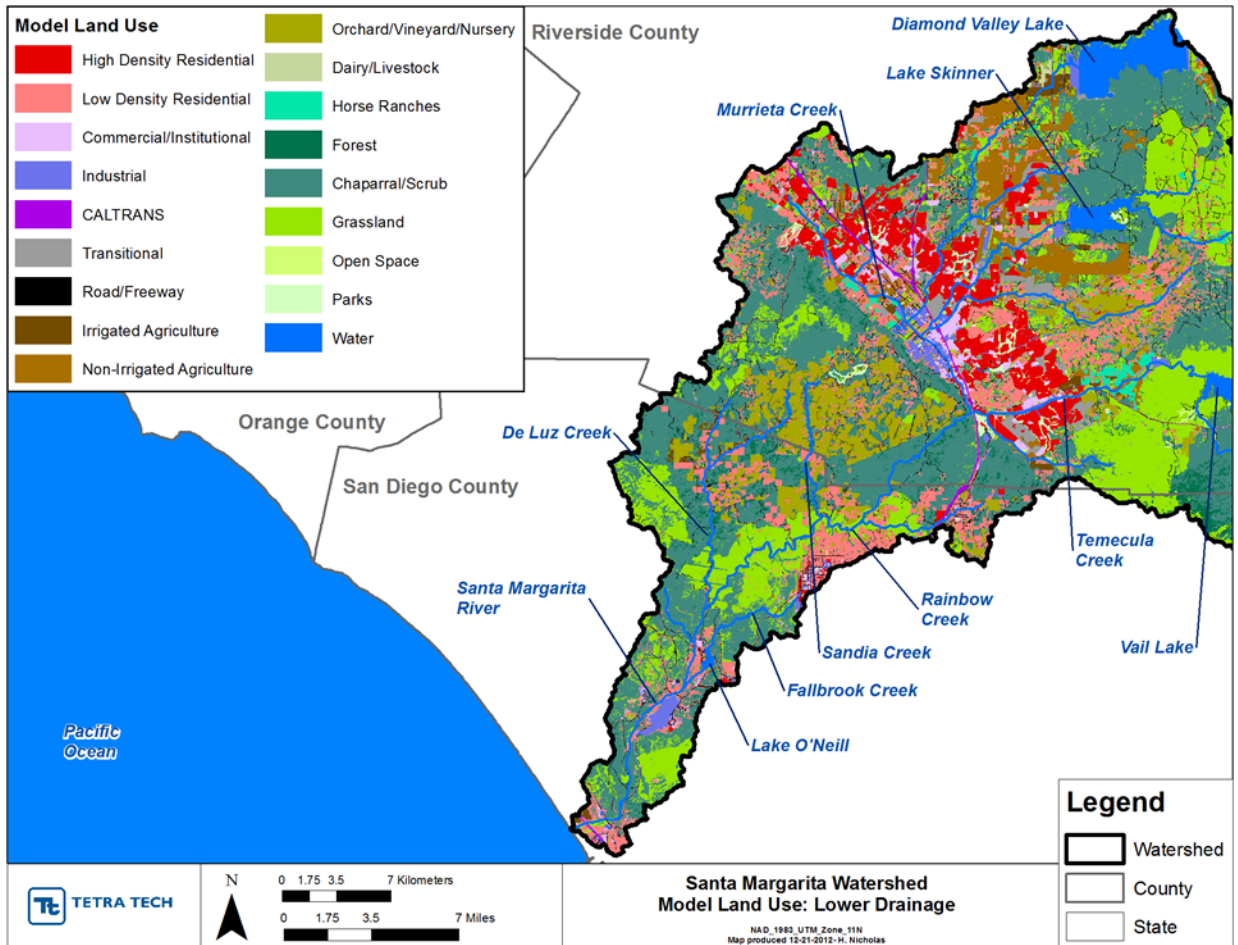 Model Land Use
High Density Residential
Low Density Residential
Commercial/Institutional
Industrial
CALTRANS
Transitional
Road/Freeway
Irrigated Agriculture
Non-Irrigated Agriculture
Orchard/Vineyard/Nursery
Dairy/Livestock
Horse Ranches
Forest
Chaparral/Scrub
Grassland
Open Space
Parks
Water
Riverside County
Diamond Valley Lake
Lake Skinner
Murrieta Creek
Orange County
San Diego County
De Luz Creek
Santa Margarita
River
Temecula
Creek
Rainbow
Creek
Vail Lake
Sandia Creek
Fallbrook Creek
Lake O'Neill
Pacific
Ocean
Legend
Watershed
County
State
Tt TETRA TECH
N
0 1.75 3.5 7 Kilometers
0 1.75 3.5 7 Miles
Santa Margarita Watershed
Model Land Use: Lower Drainage
NAD_1983_UTM_Zone_11N
Map produced 12-21-2012- H. Nicholas